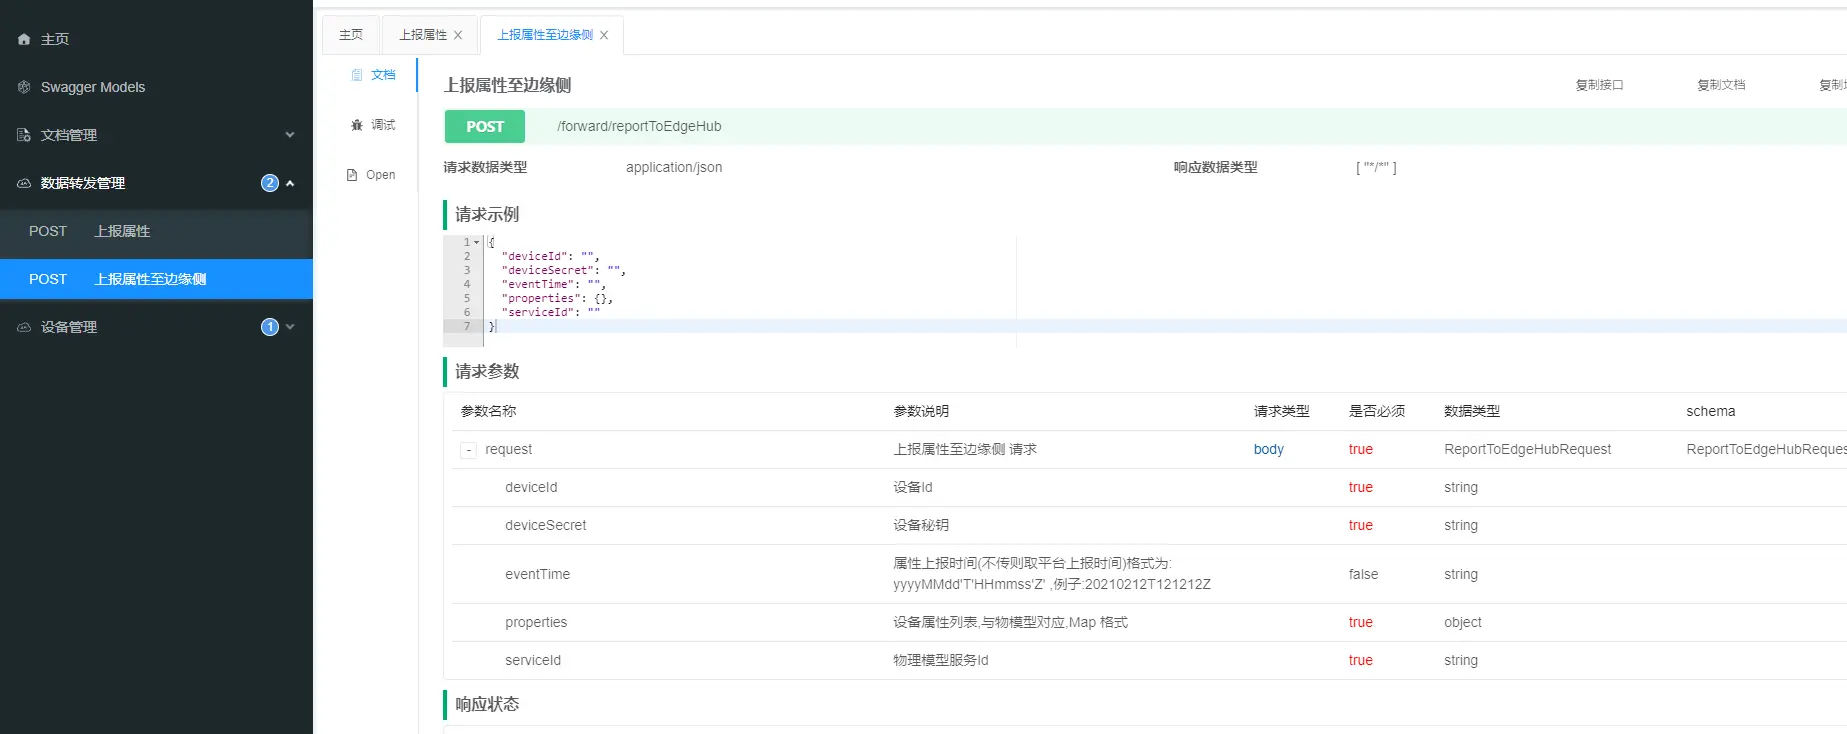 主页
Swagger Models
文档管理
数据转发管理 2
POST 上报属性
POST 上报属性至边缘侧
设备管理 1
主页 上报属性 × 上报属性至边缘侧 ×
文档
调试
Open
上报属性至边缘侧 复制接口 复制文档
POST /forward/reportToEdgeHub
请求数据类型 application/json 响应数据类型 [ "*/*" ]
请求示例
1 {
2 "deviceId": "",
3 "deviceSecret": "",
4 "eventTime": "",
5 "properties": {},
6 "serviceId": ""
7 }
请求参数
参数名称 参数说明 请求类型 是否必须 数据类型 schema
- request 上报属性至边缘侧 请求 body true ReportToEdgeHubRequest ReportToEdgeHubReques
deviceId 设备Id true string
deviceSecret 设备秘钥 true string
eventTime 属性上报时间(不传则取平台上报时间)格式为:
yyyyMMdd'T'HHmmss'Z' ,例子:20210212T121212Z false string
properties 设备属性列表,与物模型对应,Map 格式 true object
serviceId 物理模型服务Id true string
响应状态